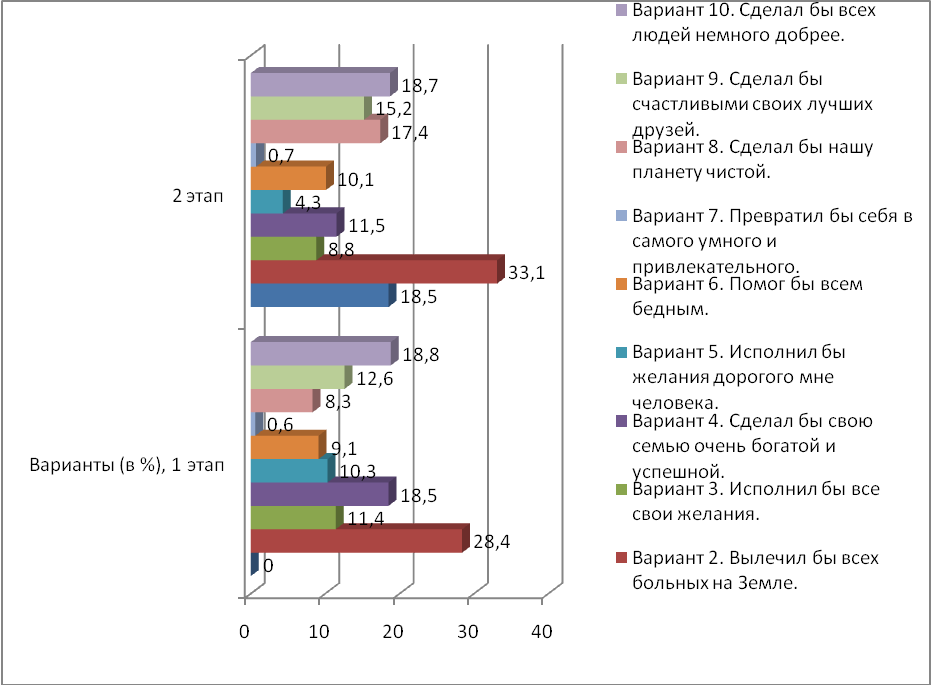 2 этап
18,7
15,2
17,4
0,7
10,1
4,3
11,5
8,8
33,1
18,5
Варианты (в %), 1 этап
18,8
12,6
8,3
0,6
9,1
10,3
18,5
11,4
28,4
0
0 10 20 30 40
Вариант 10. Сделал бы всех
людей немного добрее.
Вариант 9. Сделал бы
счастливыми своих лучших
друзей.
Вариант 8. Сделал бы нашу
планету чистой.
Вариант 7. Превратил бы себя в
самого умного и
привлекательного.
Вариант 6. Помог бы всем
бедным.
Вариант 5. Исполнил бы
желания дорогого мне
человека.
Вариант 4. Сделал бы свою
семью очень богатой и
успешной.
Вариант 3. Исполнил бы все
свои желания.
Вариант 2. Вылечил бы всех
больных на Земле.